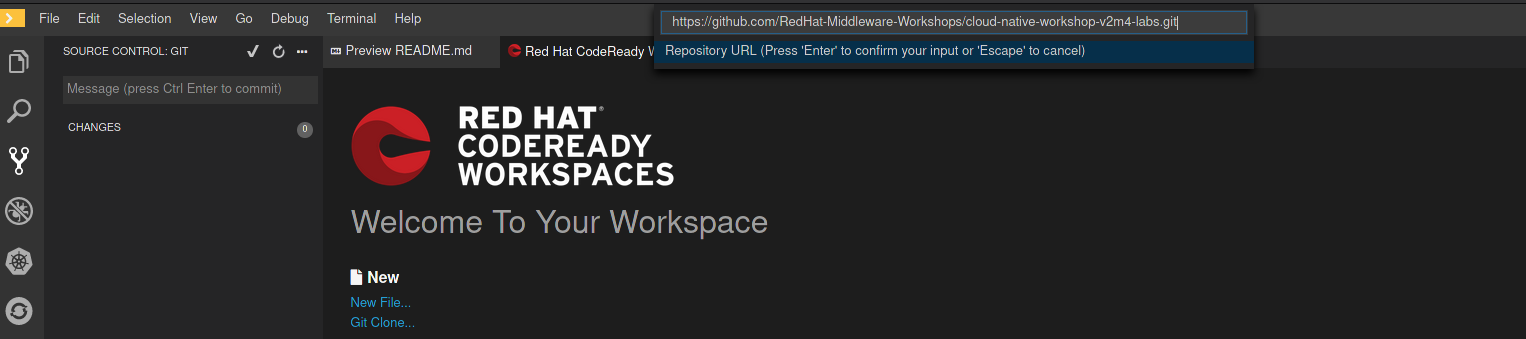 File Edit Selection View Go Debug Terminal Help
https://github.com/RedHat-Middleware-Workshops/cloud-native-workshop-v2m4-labs.git
Repository URL (Press 'Enter' to confirm your input or 'Escape' to cancel)
SOURCE CONTROL: GIT
Preview README.md
Red Hat CodeReady
Message (press Ctrl Enter to commit)
CHANGES 0
RED HAT®
CODEREADY
WORKSPACES
Welcome To Your Workspace
New
New File...
Git Clone...